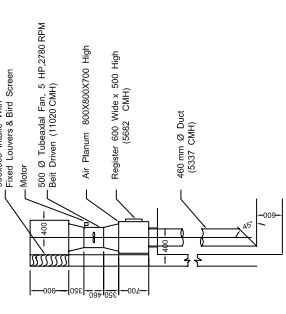 Fixed Louvers & Bird Screen
Motor
500 Ø Tubeaxial Fan, 5 HP,2780 RPM
Belt Driven (11020 CMH)
Air Planum 800X800X700 High
Register 600 Wide x 500 High
(5682 CMH)
460 mm Ø Duct
(5337 CMH)
400
400
900
350
460
350
700
45°
600